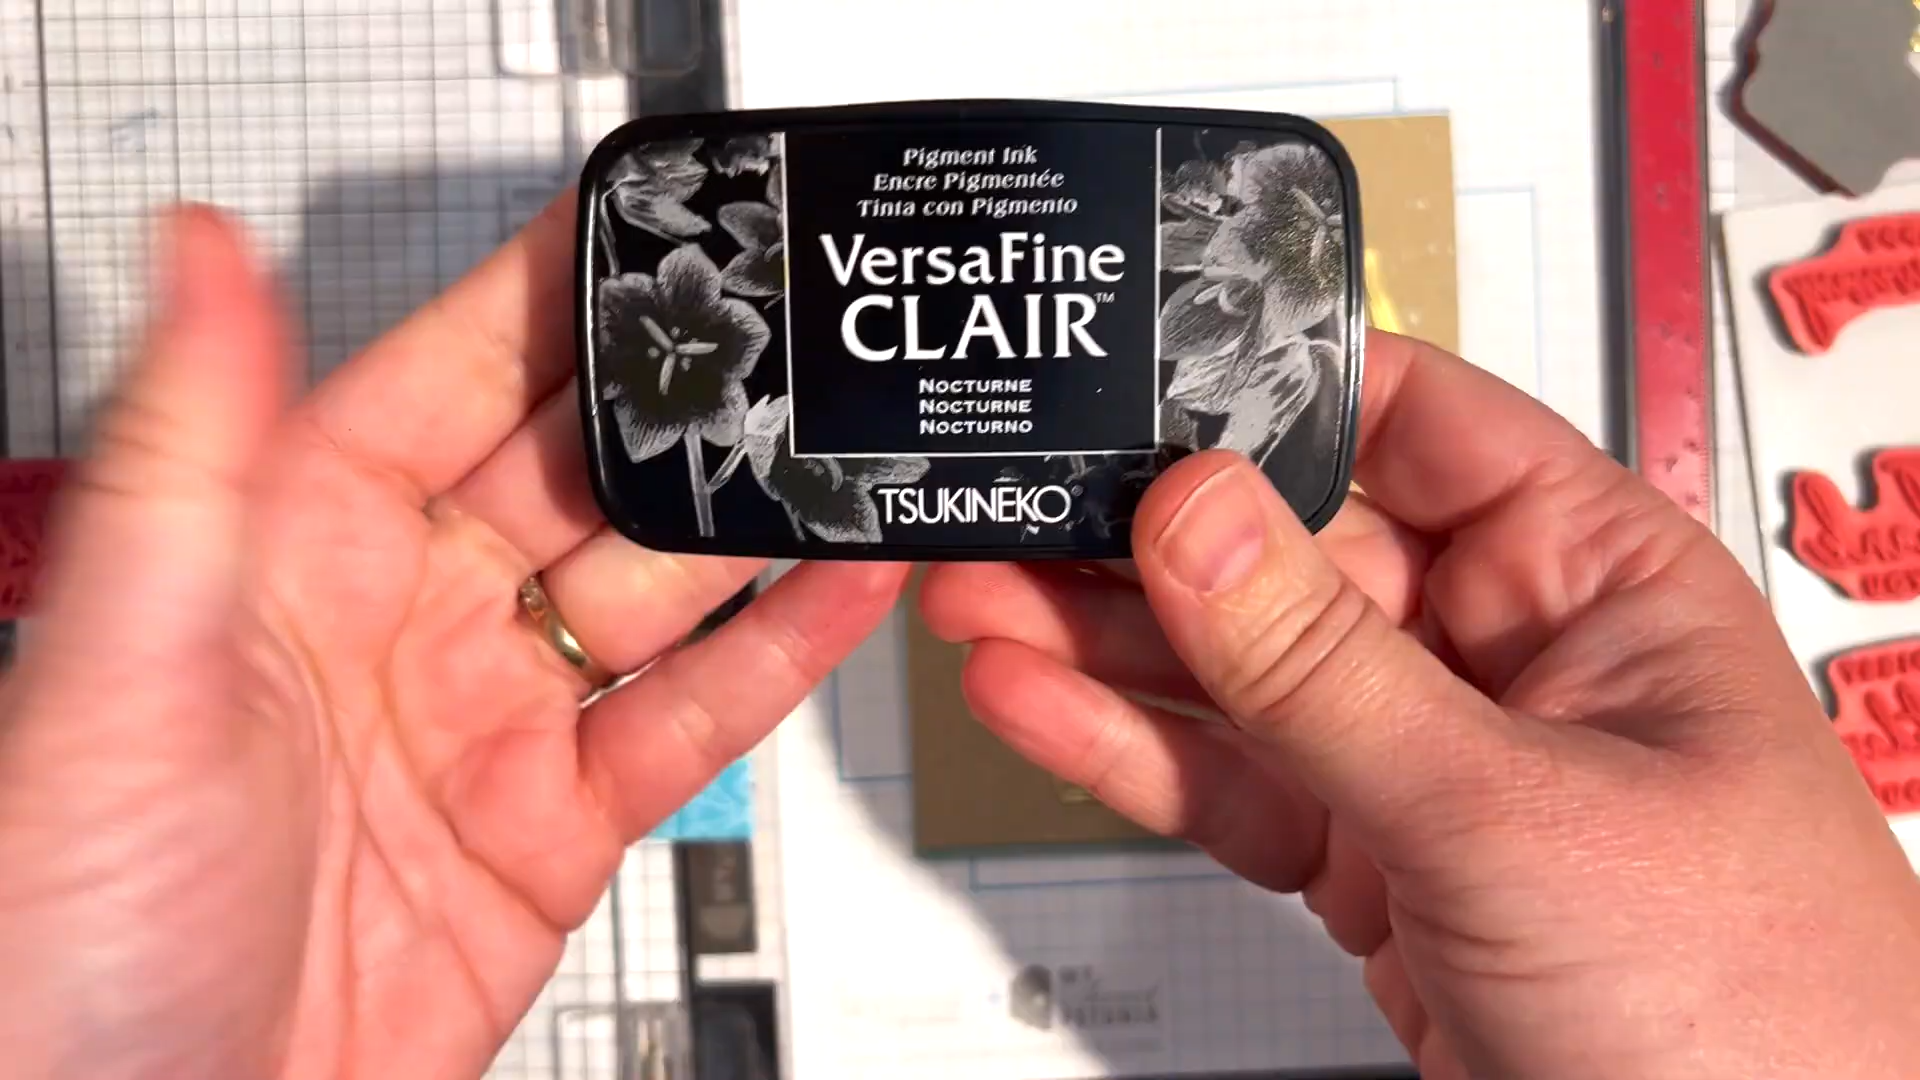 Pigment Ink
Encre Pigmentée
Tinta con Pigmento
VersaFine
CLAIR™
NOCTURNE
NOCTURNE
NOCTURNO
TSUKINEKO®